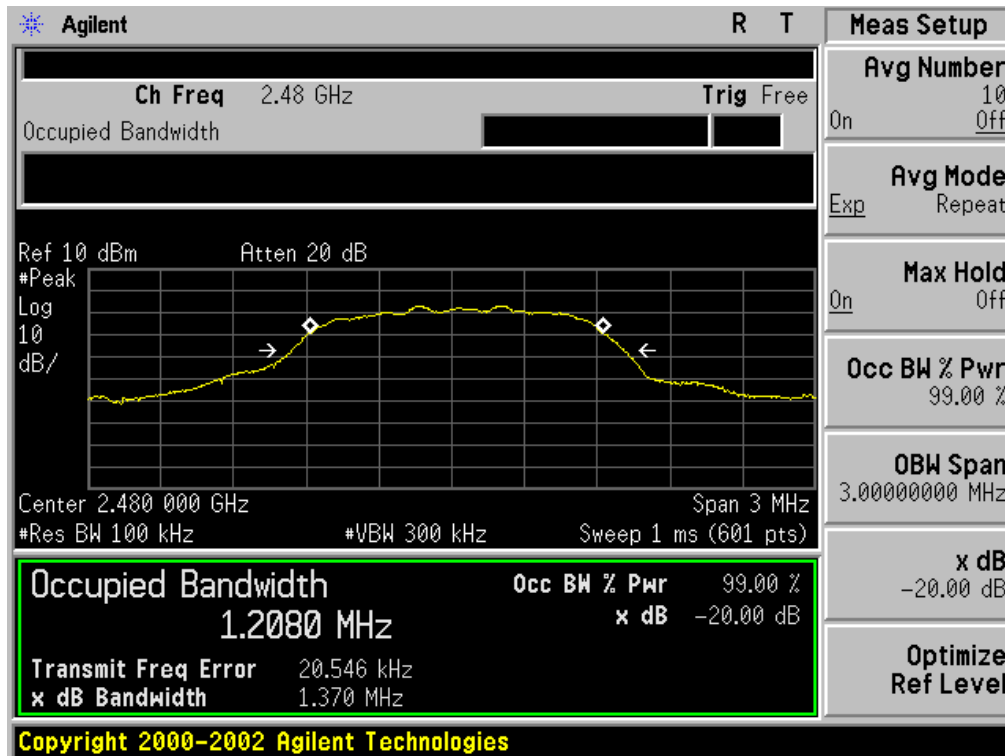 Agilent R T
Ch Freq 2.48 GHz Trig Free
Occupied Bandwidth
Ref 10 dBm Atten 20 dB
#Peak
Log
10
dB/
Center 2.480 000 GHz Span 3 MHz
#Res BW 100 kHz #VBW 300 kHz Sweep 1 ms (601 pts)
Occupied Bandwidth
1.2080 MHz
Occ BW % Pwr 99.00 %
x dB -20.00 dB
Transmit Freq Error 20.546 kHz
x dB Bandwidth 1.370 MHz
Copyright 2000-2002 Agilent Technologies
Meas Setup
Avg Number
10
On Off
Avg Mode
Exp Repeat
Max Hold
On Off
Occ BW % Pwr
99.00 %
OBW Span
3.00000000 MHz
x dB
-20.00 dB
Optimize
Ref Level